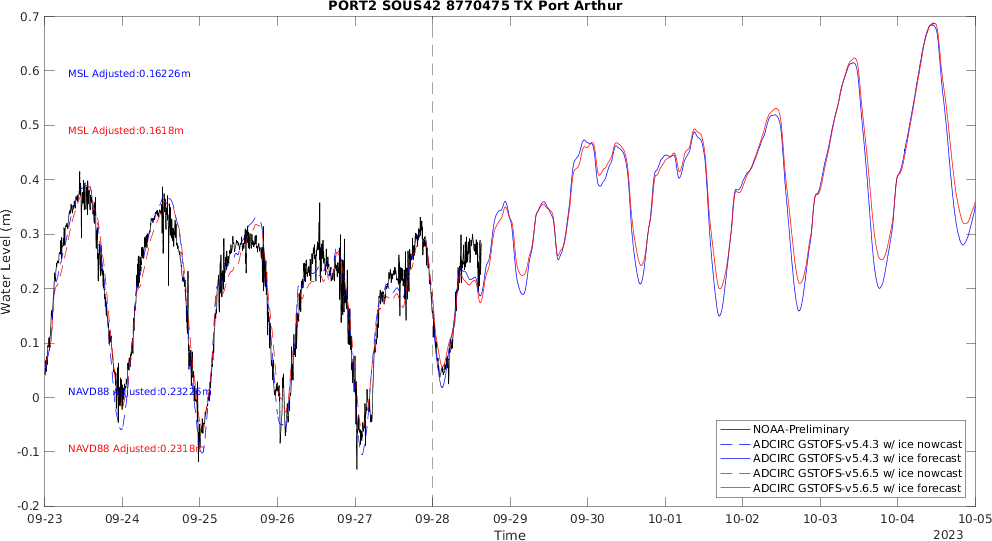 PORT2 SOUS42 8770475 TX Port Arthur
0.7
0.6
0.5
0.4
0.3
0.2
0.1
0
-0.1
-0.2
Water Level (m)
MSL Adjusted:0.16226m
MSL Adjusted:0.1618m
NAVD88 Adjusted:0.23226m
NAVD88 Adjusted:0.2318m
NOAA-Preliminary
ADCIRC GSTOFS-v5.4.3 w/ ice nowcast
ADCIRC GSTOFS-v5.4.3 w/ ice forecast
ADCIRC GSTOFS-v5.6.5 w/ ice nowcast
ADCIRC GSTOFS-v5.6.5 w/ ice forecast
09-23 09-24 09-25 09-26 09-27 09-28 09-29 09-30 10-01 10-02 10-03 10-04 10-05
Time
2023